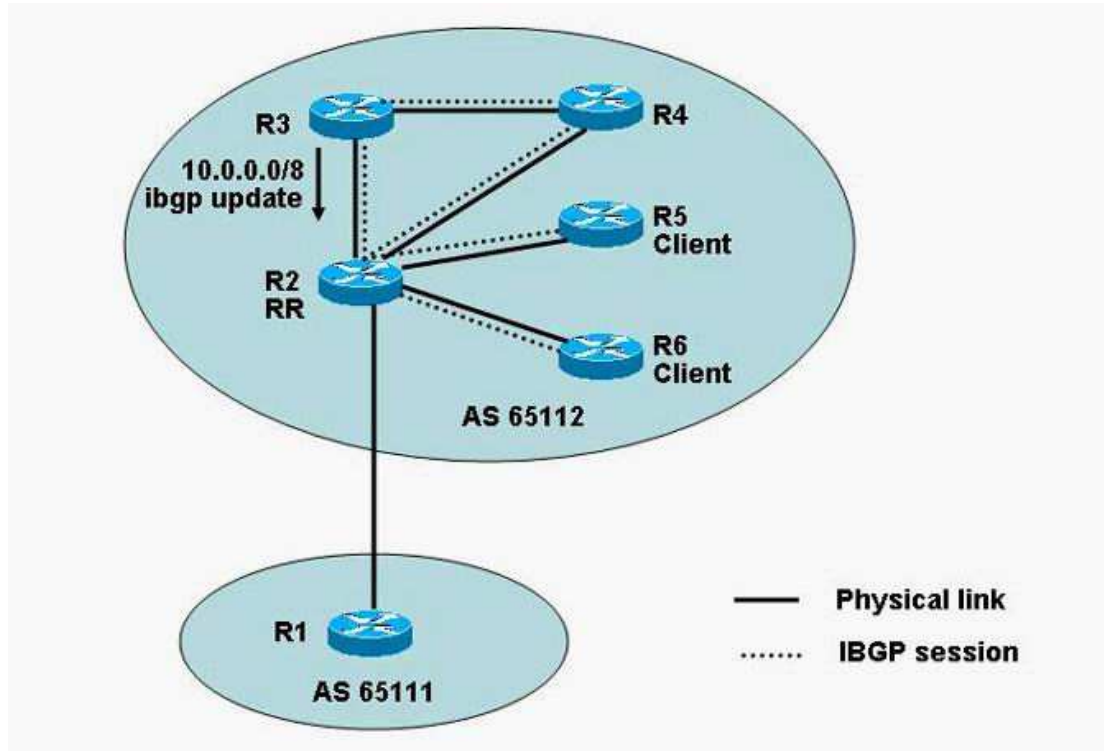 R3
R4
10.0.0.0/8
ibgp update
R5
Client
R2
RR
R6
Client
AS 65112
R1
AS 65111
Physical link
IBGP session